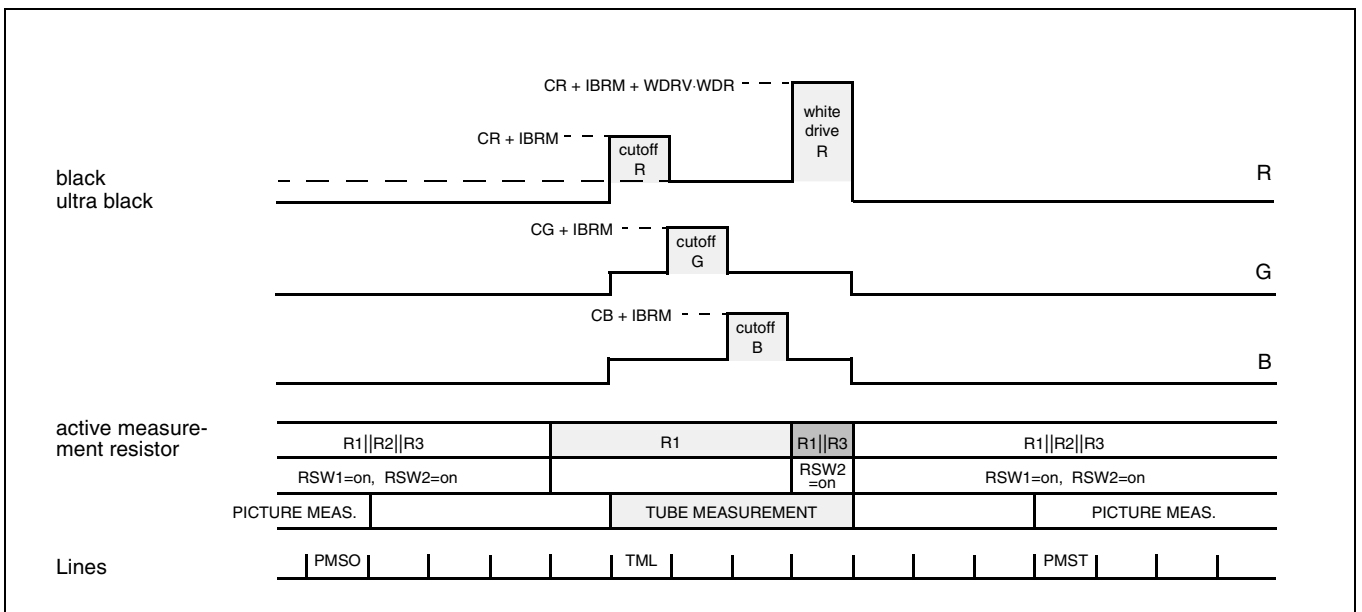 CR + IBRM + WDRV·WDR
white
drive
R
CR + IBRM
cutoff
R
black
ultra black
R
CG + IBRM
cutoff
G
G
CB + IBRM
cutoff
B
B
active measure-
ment resistor
R1||R2||R3
R1
R1||R3
R1||R2||R3
RSW1=on, RSW2=on
RSW2
=on
RSW1=on, RSW2=on
PICTURE MEAS.
TUBE MEASUREMENT
PICTURE MEAS.
Lines
PMSO
TML
PMST